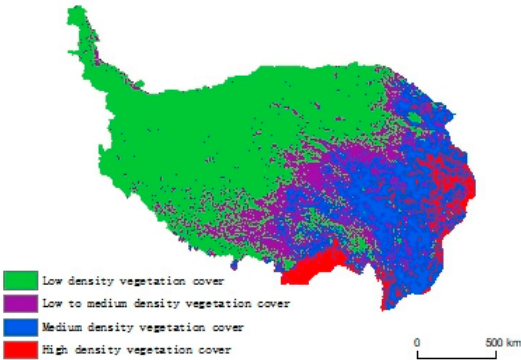 Low density vegetation cover
Low to medium density vegetation cover
Medium density vegetation cover
High density vegetation cover
0 500 km